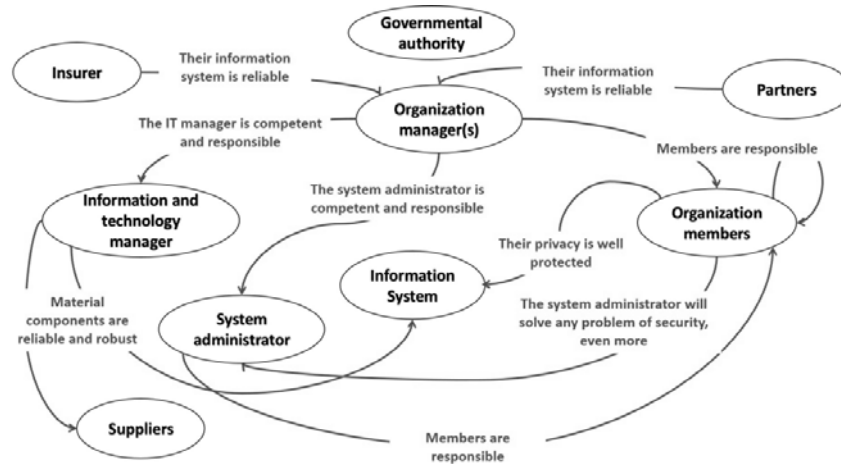 Governmental
authority
Their information
system is reliable
Insurer
Their information
system is reliable
Partners
Organization
manager(s)
The IT manager is competent
and responsible
Members are responsible
The system administrator is
competent and responsible
Information and
technology
manager
Organization
members
Their privacy is well
protected
Information
System
Material
components are
reliable and robust
System
administrator
The system administrator will
solve any problem of security,
even more
Suppliers
Members are
responsible